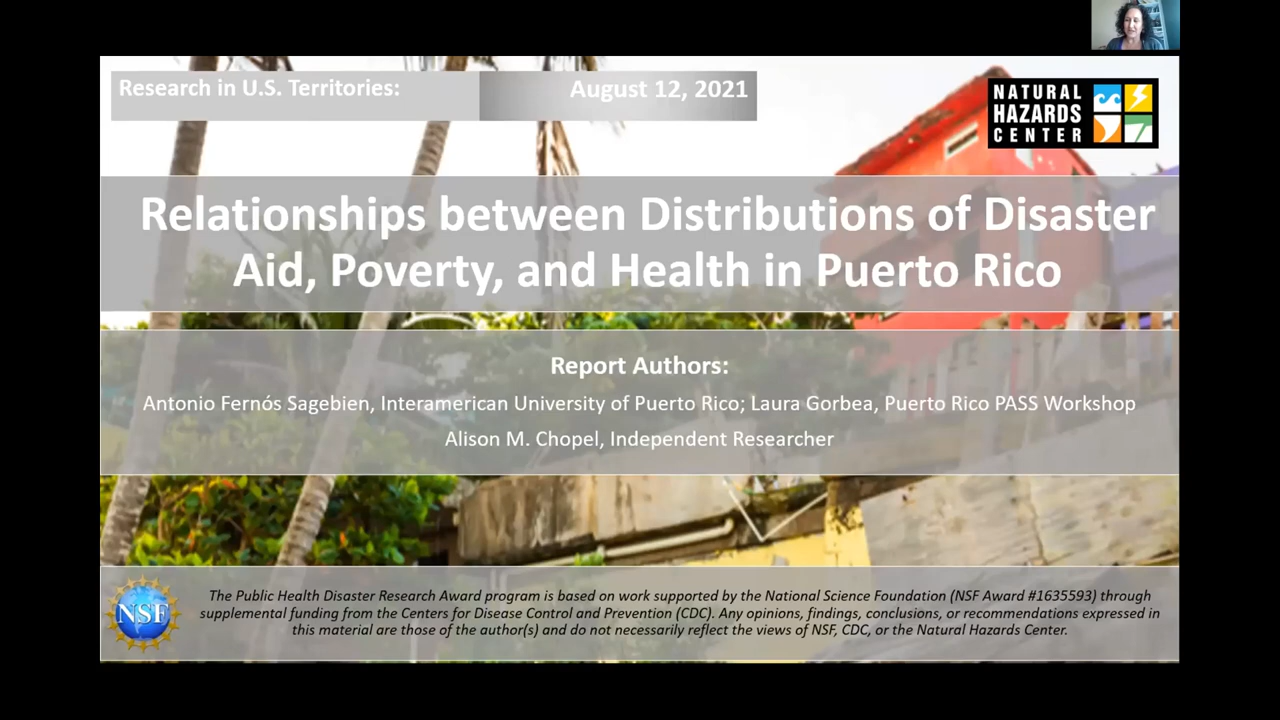 Research in U.S. Territories:
August 12, 2021
NATURAL
HAZARDS
CENTER
Relationships between Distributions of Disaster
Aid, Poverty, and Health in Puerto Rico
Report Authors:
Antonio Fernós Sagebien, Interamerican University of Puerto Rico; Laura Gorbea, Puerto Rico PASS Workshop
Alison M. Chopel, Independent Researcher
NSF
The Public Health Disaster Research Award program is based on work supported by the National Science Foundation (NSF Award #1635593) through
supplemental funding from the Centers for Disease Control and Prevention (CDC). Any opinions, findings, conclusions, or recommendations expressed in
this material are those of the author(s) and do not necessarily reflect the views of NSF, CDC, or the Natural Hazards Center.